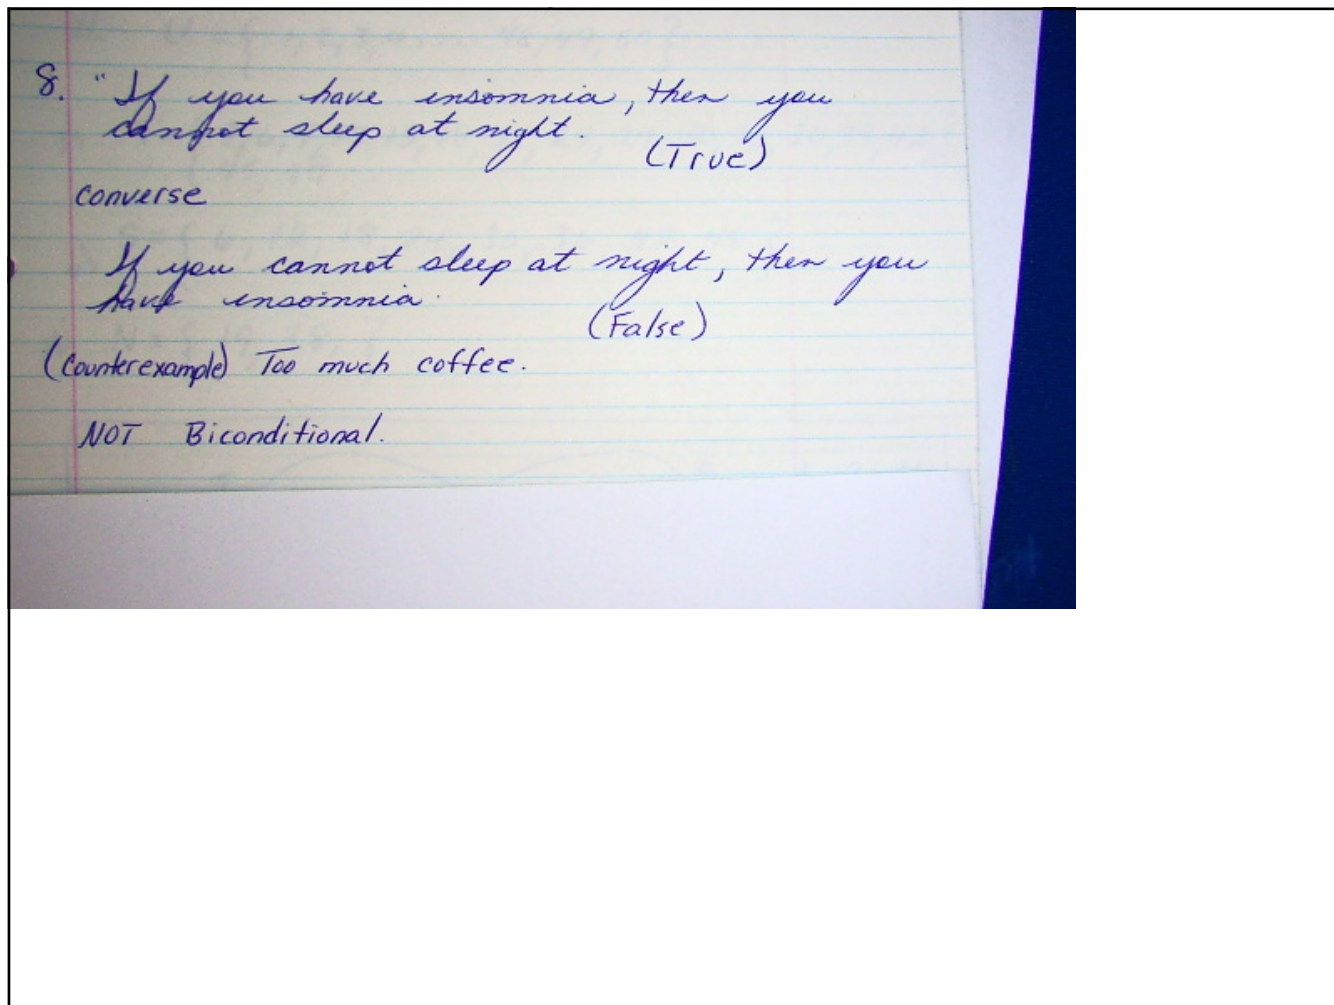 8. "If you have insomnia, then you
cannot sleep at night.
(True)
converse
If you cannot sleep at night, then you
have insomnia.
(False)
(Counterexample) Too much coffee.
NOT Biconditional.